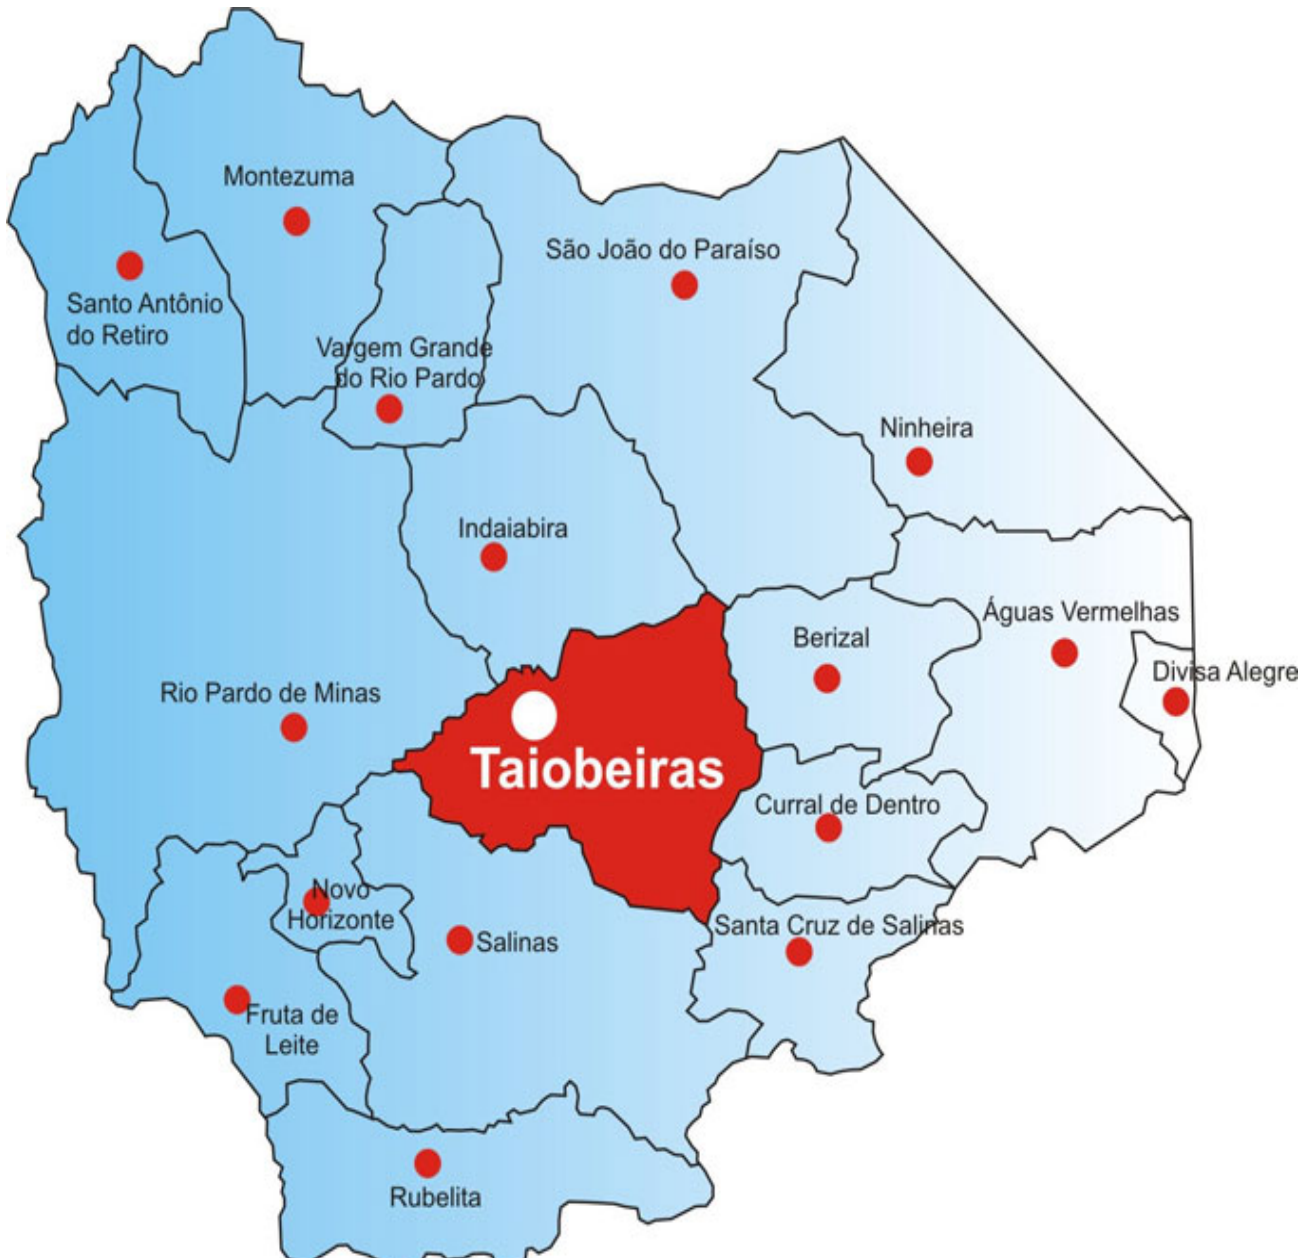 Montezuma
São João do Paraíso
Santo Antônio
do Retiro
Vargem Grande
do Rio Pardo
Ninheira
Indaiabira
Águas Vermelhas
Berizal
Divisa Alegre
Rio Pardo de Minas
Taiobeiras
Curral de Dentro
Novo
Horizonte
Santa Cruz de Salinas
Salinas
Fruta de
Leite
Rubelita